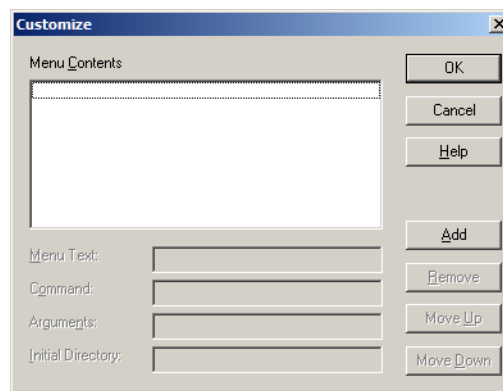 Customize
Menu Contents
OK
Cancel
Help
Add
Menu Text:
Remove
Command:
Arguments:
Move Up
Initial Directory:
Move Down